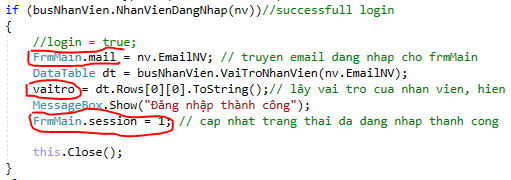 if (busNhanVien.NhanVienDangNhap(nv))//successfull login
{
//login = true;
FrmMain.mail = nv.EmailNV; // truyen email dang nhap cho frmMain
DataTable dt = busNhanVien.VaiTroNhanVien(nv.EmailNV);
vaitro = dt.Rows[0][0].ToString();// lây vai tro cua nhan vien, hien
MessageBox.Show("Đăng nhập thành công");
FrmMain.session = 1; // cap nhat trang thai da dang nhap thanh cong
this.Close();
}